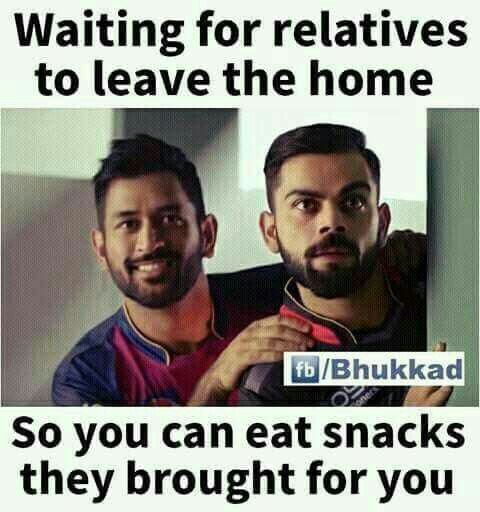 Waiting for relatives
to leave the home
fb/Bhukkad
So you can eat snacks
they brought for you